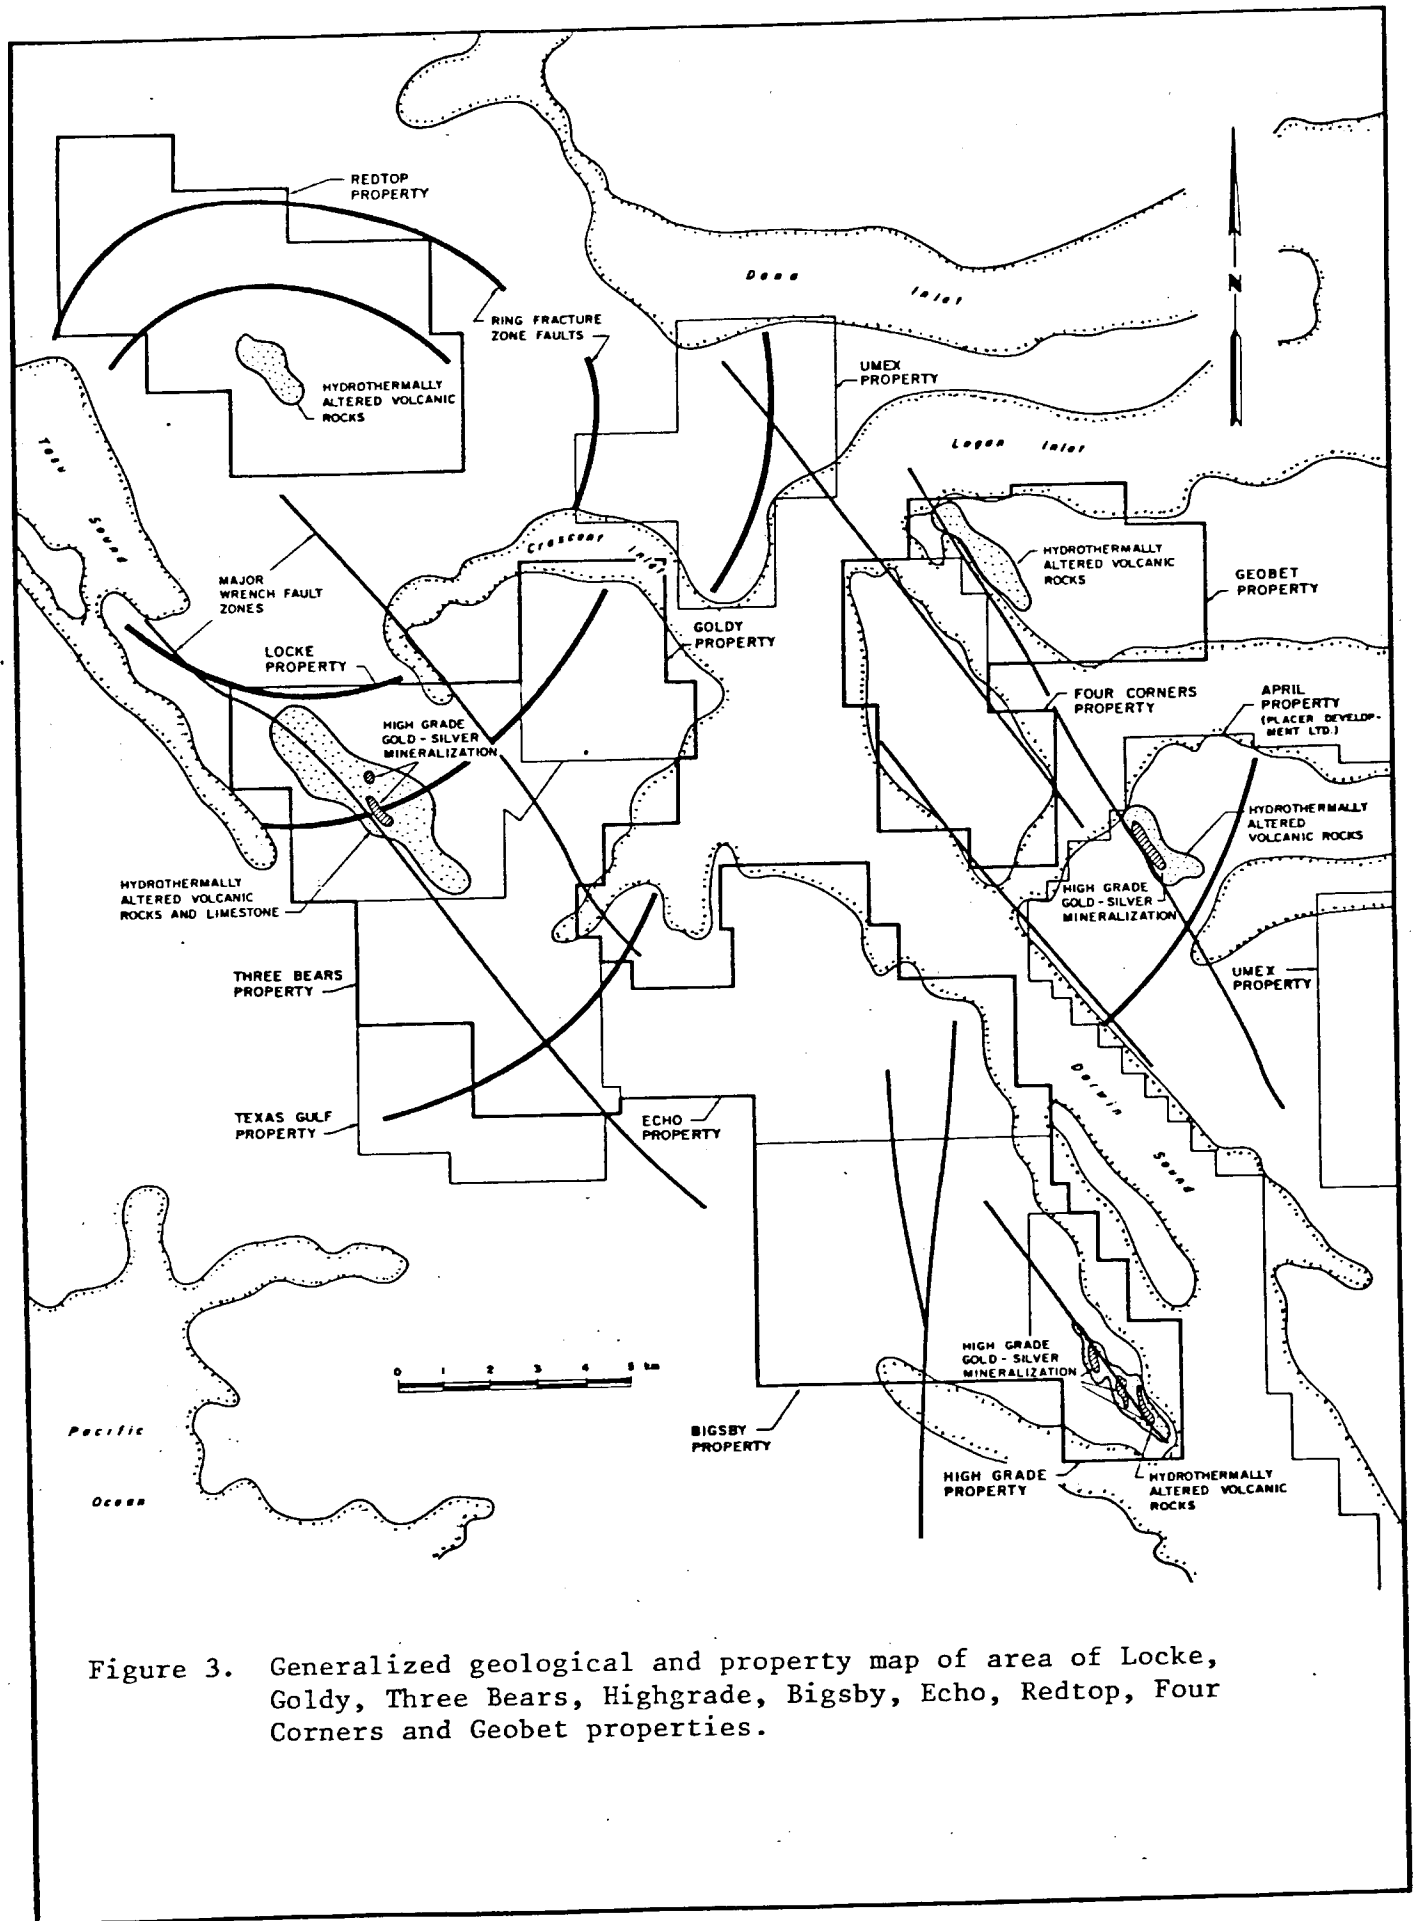 REDTOP
PROPERTY
Dana Inlet
RING FRACTURE
ZONE FAULTS
UMEX
PROPERTY
HYDROTHERMALLY
ALTERED VOLCANIC
ROCKS
N
Logan Inlet
Tasu
Sound
Crescent Inlet
HYDROTHERMALLY
ALTERED VOLCANIC
ROCKS
GEOBET
PROPERTY
MAJOR
WRENCH FAULT
ZONES
GOLDY
PROPERTY
LOCKE
PROPERTY
FOUR CORNERS
PROPERTY
APRIL
PROPERTY
(PLACER DEVELOP-
MENT LTD.)
HIGH GRADE
GOLD-SILVER
MINERALIZATION
HYDROTHERMALLY
ALTERED
VOLCANIC ROCKS
HYDROTHERMALLY
ALTERED VOLCANIC
ROCKS AND LIMESTONE
HIGH GRADE
GOLD-SILVER
MINERALIZATION
THREE BEARS
PROPERTY
UMEX
PROPERTY
Darwin
Sound
TEXAS GULF
PROPERTY
ECHO
PROPERTY
HIGH GRADE
GOLD-SILVER
MINERALIZATION
0 1 2 3 4 5 km
Pacific
Ocean
BIGSBY
PROPERTY
HIGH GRADE
PROPERTY
HYDROTHERMALLY
ALTERED VOLCANIC
ROCKS
Figure 3. Generalized geological and property map of area of Locke,
Goldy, Three Bears, Highgrade, Bigsby, Echo, Redtop, Four
Corners and Geobet properties.